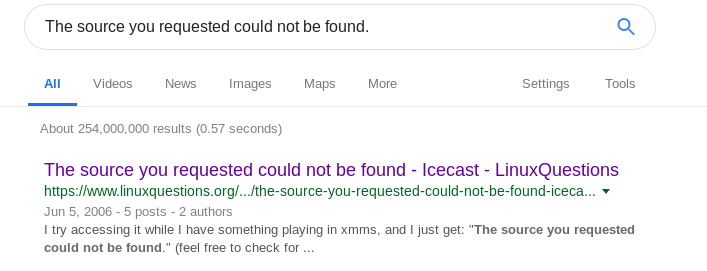 The source you requested could not be found.
All Videos News Images Maps More Settings Tools
About 254,000,000 results (0.57 seconds)
The source you requested could not be found - Icecast - LinuxQuestions
https://www.linuxquestions.org/.../the-source-you-requested-could-not-be-found-iceca...
Jun 5, 2006 - 5 posts - 2 authors
I try accessing it while I have something playing in xmms, and I just get: "The source you requested
could not be found." (feel free to check for ...